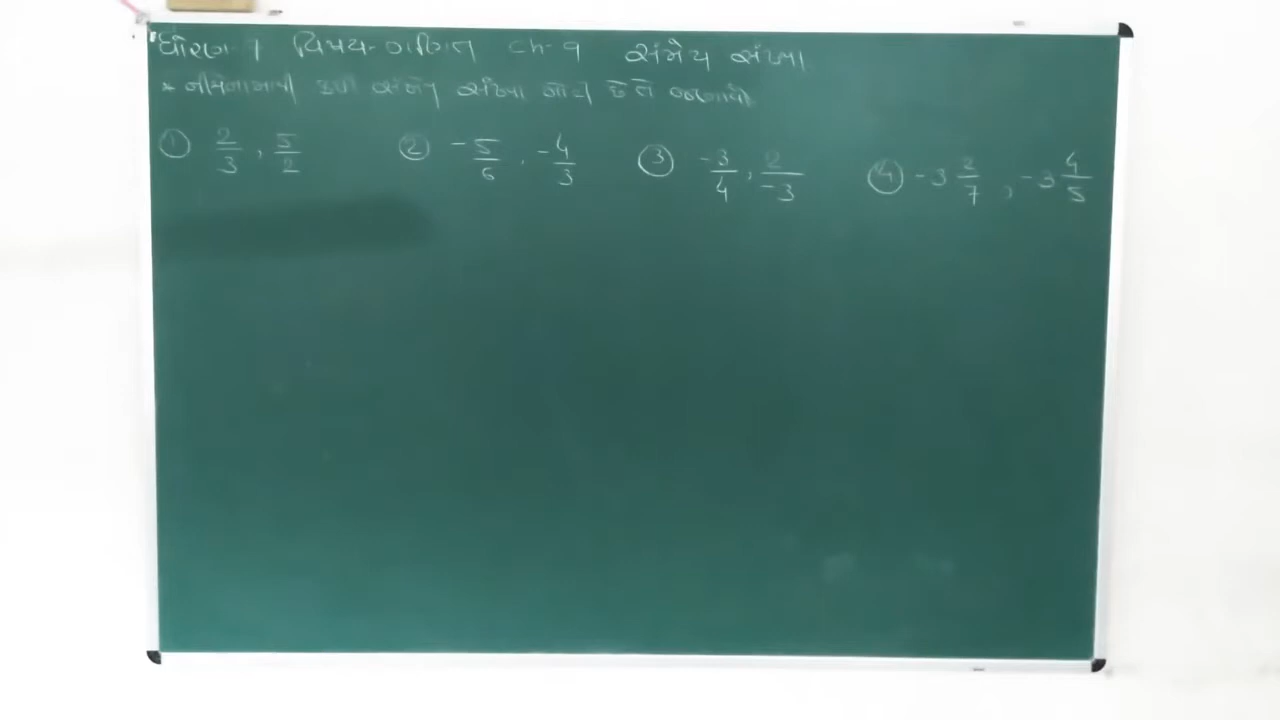 ધોરણ-7 વિષય-ગણિત Ch-9 સંમેય સંખ્યા
* નીચેનામાંથી કઈ સંમેય સંખ્યા મોટી છે તે જણાવો
① 2/3 , 5/2 ② -5/6 , -4/3 ③ -3/4 , 2/-3 ④ -3 2/7 , -3 4/5